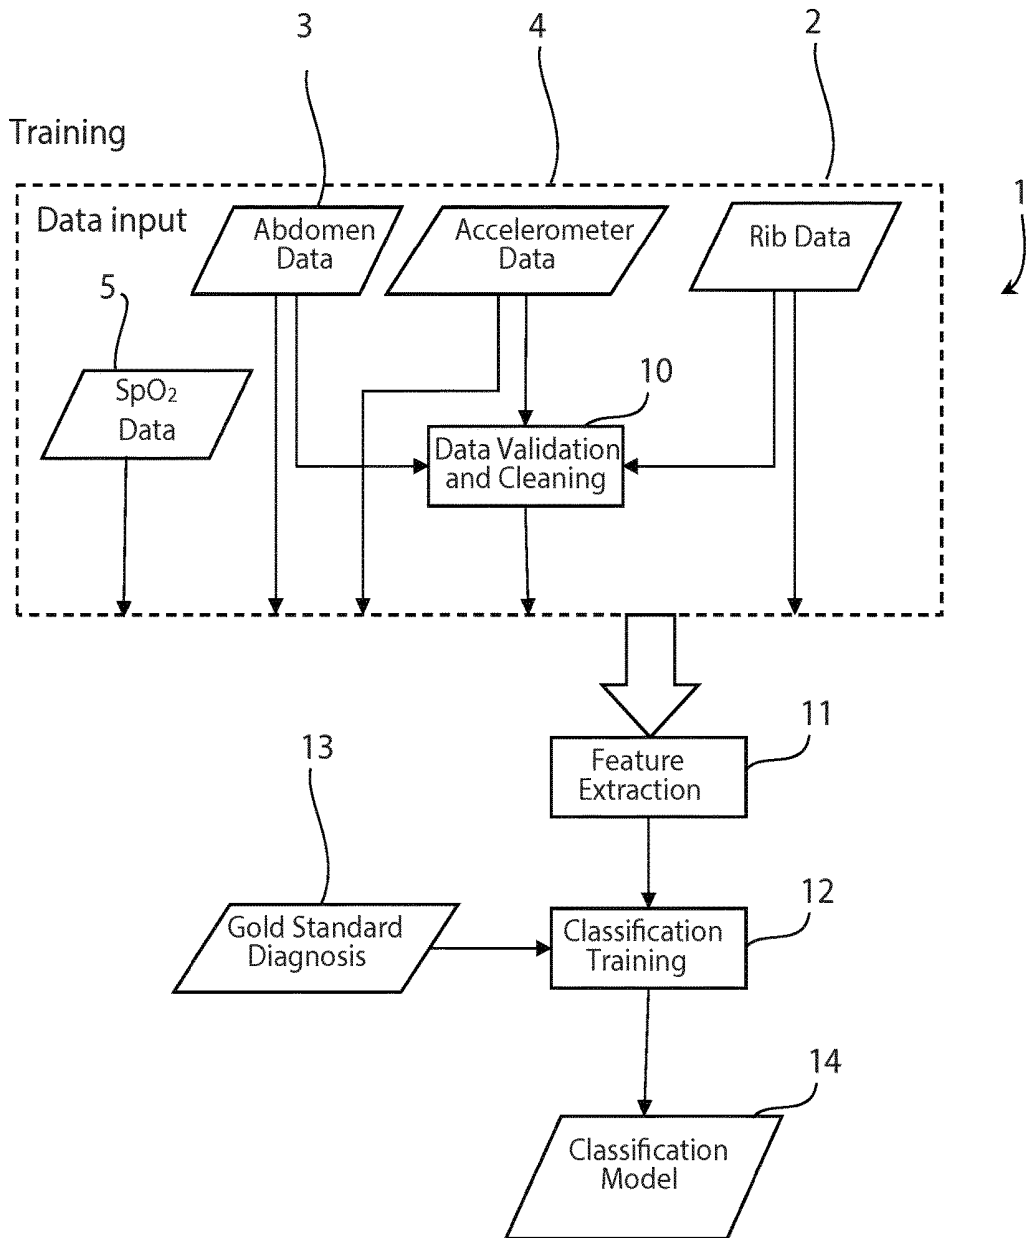 3
4
2
Training
1
Data input
Abdomen
Data
Accelerometer
Data
Rib Data
5
SpO₂
Data
10
Data Validation
and Cleaning
11
Feature
Extraction
13
12
Gold Standard
Diagnosis
Classification
Training
14
Classification
Model